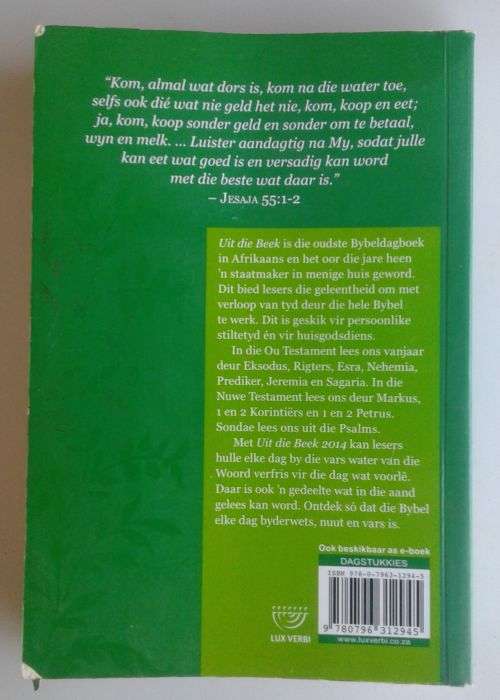 “Kom, almal wat dors is, kom na die water toe,
selfs ook dié wat nie geld het nie, kom, koop en eet;
ja, kom, koop sonder geld en sonder om te betaal,
wyn en melk. ... Luister aandagtig na My, sodat julle
kan eet wat goed is en versadig kan word
met die beste wat daar is.”
– JESAJA 55:1-2
Uit die Beek is die oudste Bybeldagboek
in Afrikaans en het oor die jare heen
’n staatmaker in menige huis geword.
Dit bied lesers die geleentheid om met
verloop van tyd deur die hele Bybel
te werk. Dit is geskik vir persoonlike
stiltetyd én vir huisgodsdiens.
In die Ou Testament lees ons vanjaar
deur Eksodus, Rigters, Esra, Nehemia,
Prediker, Jeremia en Sagaria. In die
Nuwe Testament lees ons deur Markus,
1 en 2 Korintiërs en 1 en 2 Petrus.
Sondae lees ons uit die Psalms.
Met Uit die Beek 2014 kan lesers
hulle elke dag by die vars water van die
Woord verfris vir die dag wat voorlê.
Daar is ook ’n gedeelte wat in die aand
gelees kan word. Ontdek só dat die Bybel
elke dag byderwets, nuut en vars is.
Ook beskikbaar as e-boek
DAGSTUKKIES
ISBN 978-0-7963-1294-5
9 780796 312945
LUX VERBI
www.luxverbi.co.za